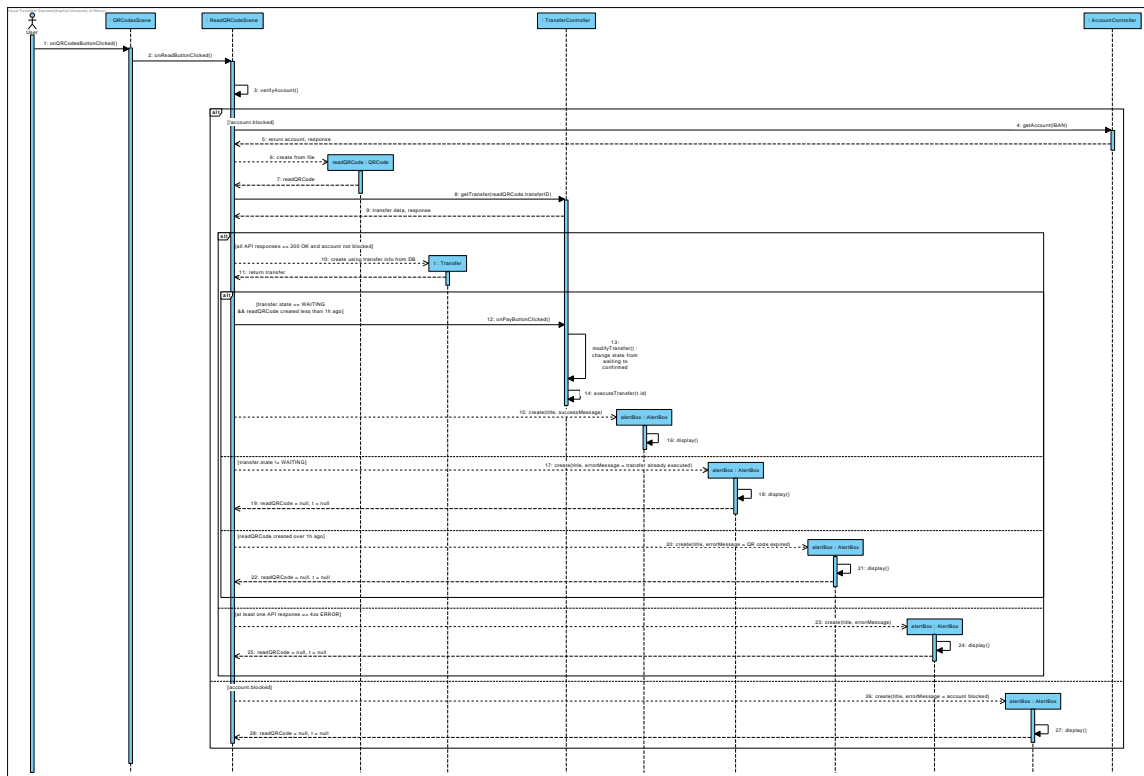 Visual Paradigm Standard(
University of Mons)
: QRCodesScene
: ReadQRCodeScene
: TransferController
: AccountController
User
1: onQRCodesButtonClicked()
2: onReadButtonClicked()
3: verifyAccount()
alt
[!account.blocked]
4: getAccount(IBAN)
5: return account, response
6: create from file
readQRCode : QRCode
7: readQRCode
8: getTransfer(readQRCode.transferID)
9: transfer data, response
alt
[all API responses == 200 OK and account not blocked]
10: create using transfer info from DB
t : Transfer
11: return transfer
alt
[transfer.state == WAITING
&& readQRCode created less than 1h ago]
12: onPayButtonClicked()
13:
modifyTransfer() :
change state from
waiting to
confirmed
14: executeTransfer(t.id)
15: create(title, successMessage)
alertBox : AlertBox
16: display()
[transfer.state != WAITING]
17: create(title, errorMessage = transfer already executed)
alertBox : AlertBox
18: display()
19: readQRCode = null, t = null
[readQRCode created over 1h ago]
20: create(title, errorMessage = QR code expired)
alertBox : AlertBox
21: display()
22: readQRCode = null, t = null
[at least one API response == 4xx ERROR]
23: create(title, errorMessage)
alertBox : AlertBox
24: display()
25: readQRCode = null, t = null
[account.blocked]
26: create(title, errorMessage = account blocked)
alertBox : AlertBox
27: display()
28: readQRCode = null, t = null